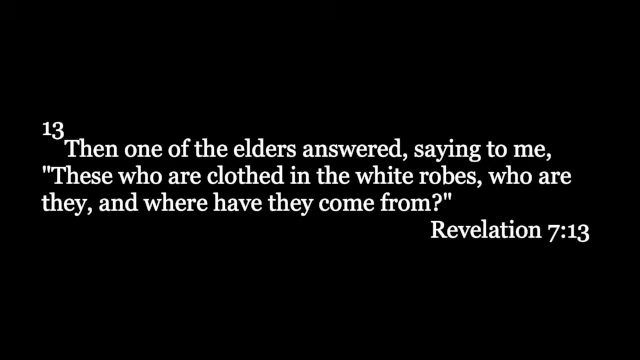 13
Then one of the elders answered, saying to me,
"These who are clothed in the white robes, who are
they, and where have they come from?"
Revelation 7:13